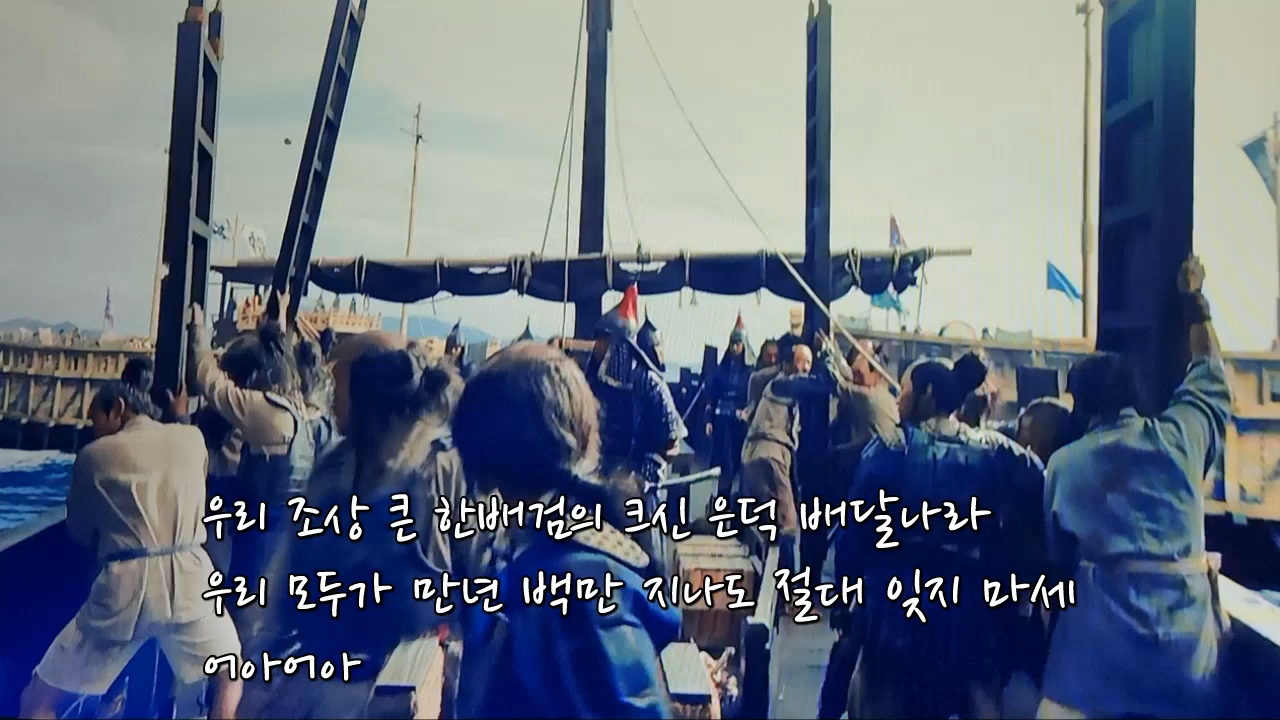 우리 조상 큰 한배검의 크신 은덕 배달나라
우리 모두가 만년 백만 지나도 절대 잊지 마세
어아어아